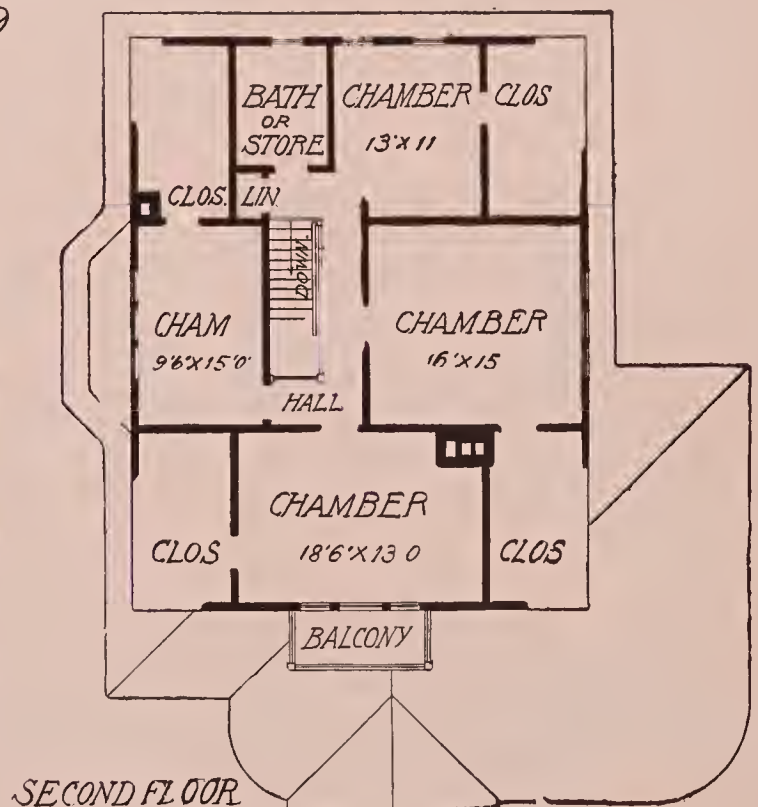 BATH
OR
STORE
CHAMBER
13'X11
CLOS
CLOS.
LIN.
DOWN
CHAM
9'6"X15'0"
CHAMBER
16'X15
HALL
CHAMBER
18'6"X13 0
CLOS
CLOS
BALCONY
SECOND FLOOR